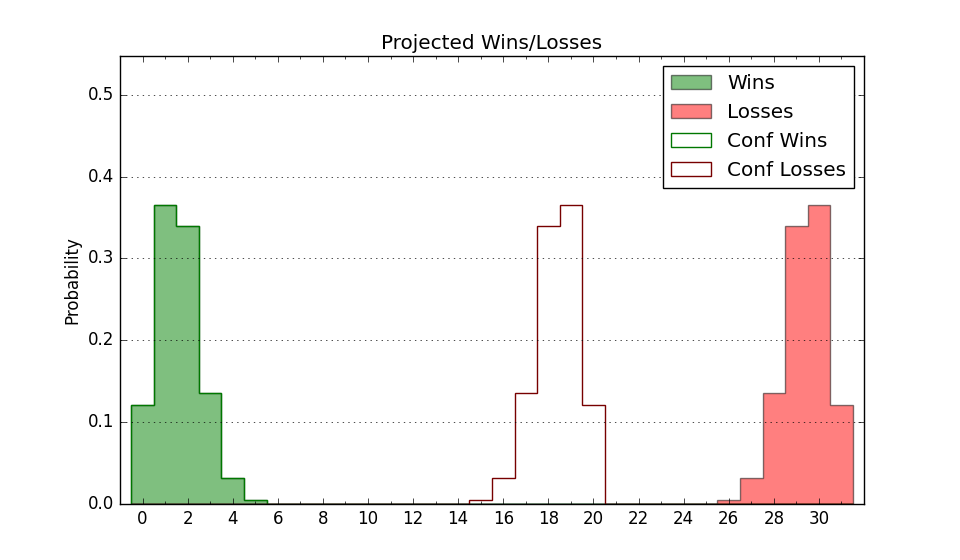 Projected Wins/Losses
Wins
Losses
Conf Wins
Conf Losses
Probability
0.5
0.4
0.3
0.2
0.1
0.0
0 2 4 6 8 10 12 14 16 18 20 22 24 26 28 30